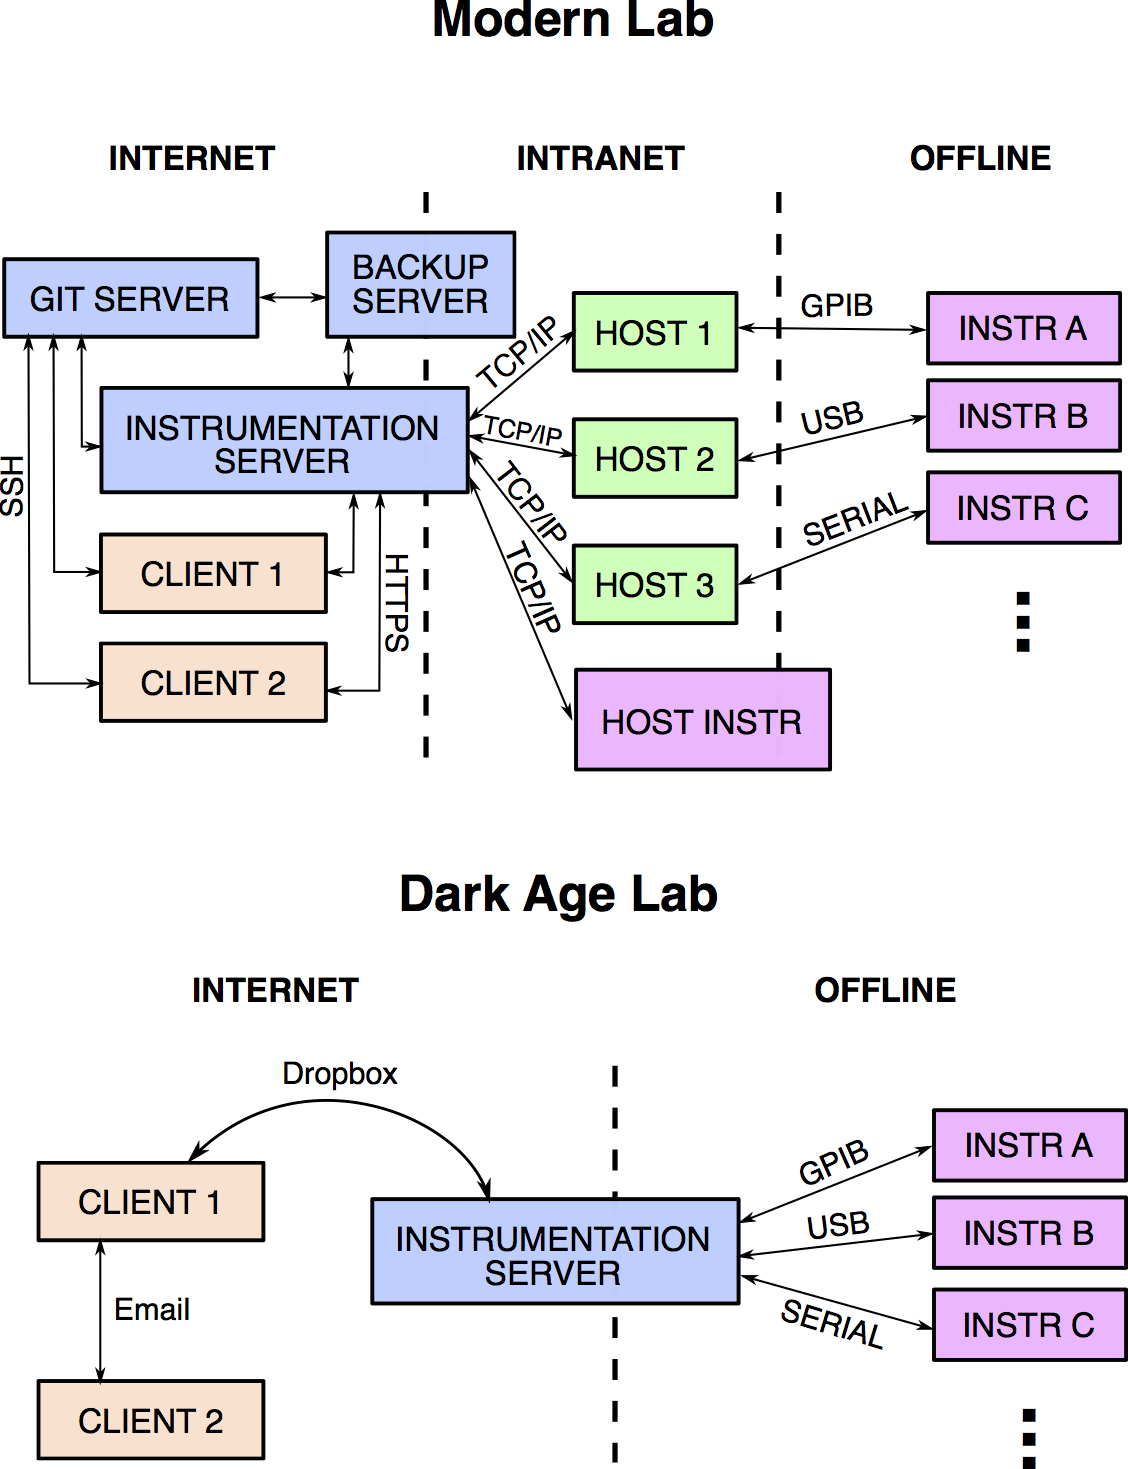 Modern Lab
INTERNET
INTRANET
OFFLINE
GIT SERVER
BACKUP
SERVER
INSTRUMENTATION
SERVER
SSH
CLIENT 1
CLIENT 2
HTTPS
TCP/IP
TCP/IP
TCP/IP
TCP/IP
HOST 1
HOST 2
HOST 3
HOST INSTR
GPIB
USB
SERIAL
INSTR A
INSTR B
INSTR C
Dark Age Lab
INTERNET
OFFLINE
Dropbox
CLIENT 1
Email
CLIENT 2
INSTRUMENTATION
SERVER
GPIB
USB
SERIAL
INSTR A
INSTR B
INSTR C